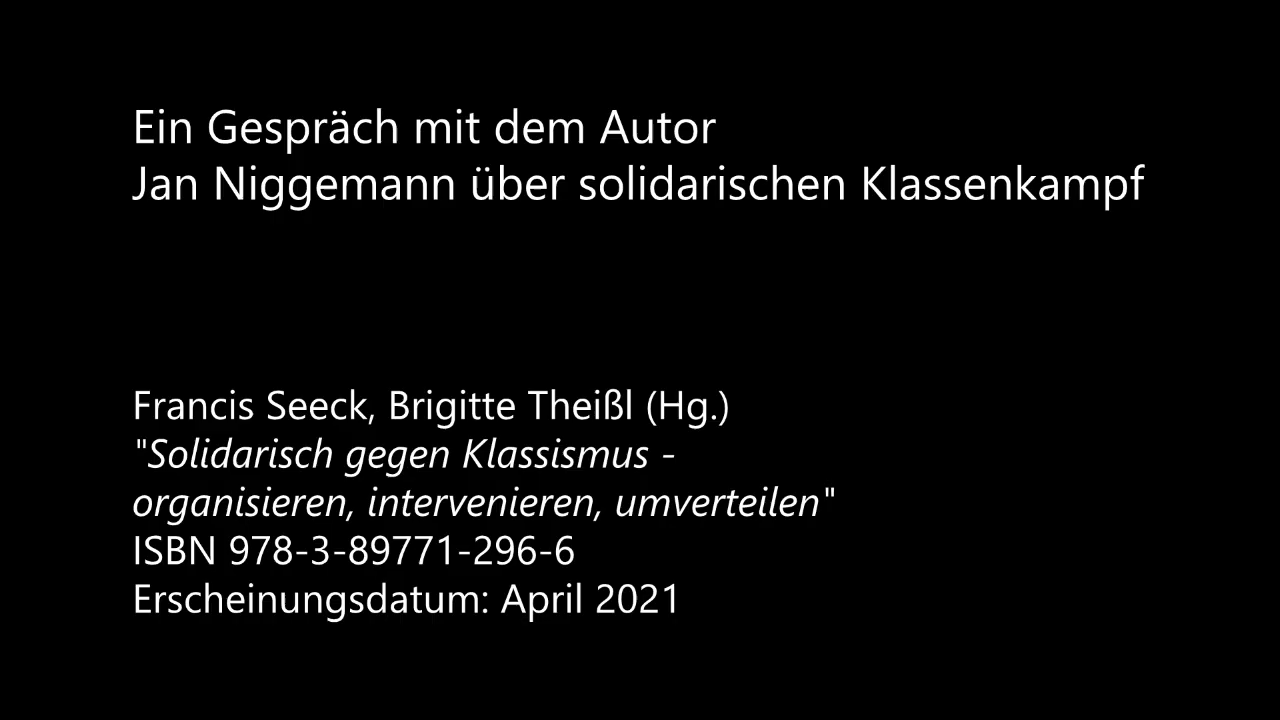 Ein Gespräch mit dem Autor
Jan Niggemann über solidarischen Klassenkampf
Francis Seeck, Brigitte Theißl (Hg.)
"Solidarisch gegen Klassismus -
organisieren, intervenieren, umverteilen"
ISBN 978-3-89771-296-6
Erscheinungsdatum: April 2021